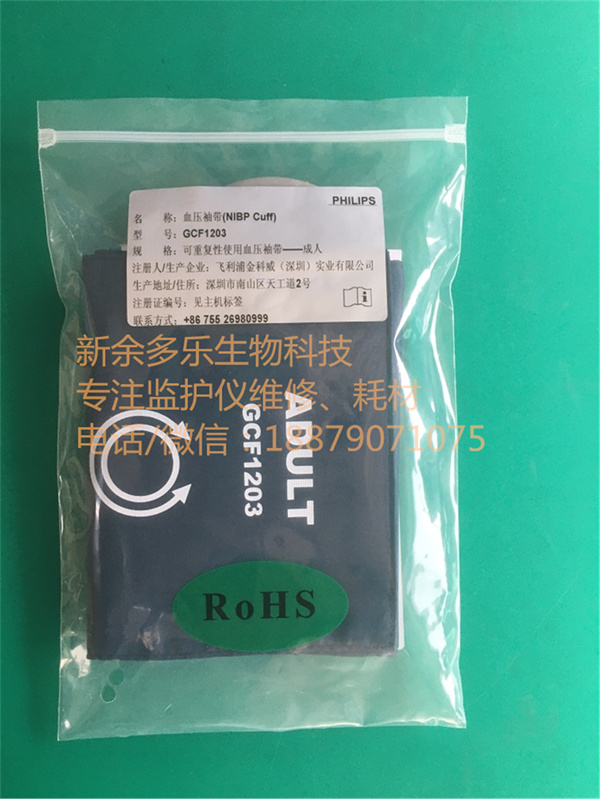 PHILIPS
名　　称：血压袖带(NIBP Cuff)
型　　号：GCF1203
规　　格：可重复性使用血压袖带——成人
注册人/生产企业：飞利浦金科威（深圳）实业有限公司
生产地址/住所：深圳市南山区天工道2号
注册证编号：见主机标签
联系方式：+86 755 26980999
新余多乐生物科技
专注监护仪维修、耗材
电话/微信　18879071075
ADULT
GCF1203
RoHS